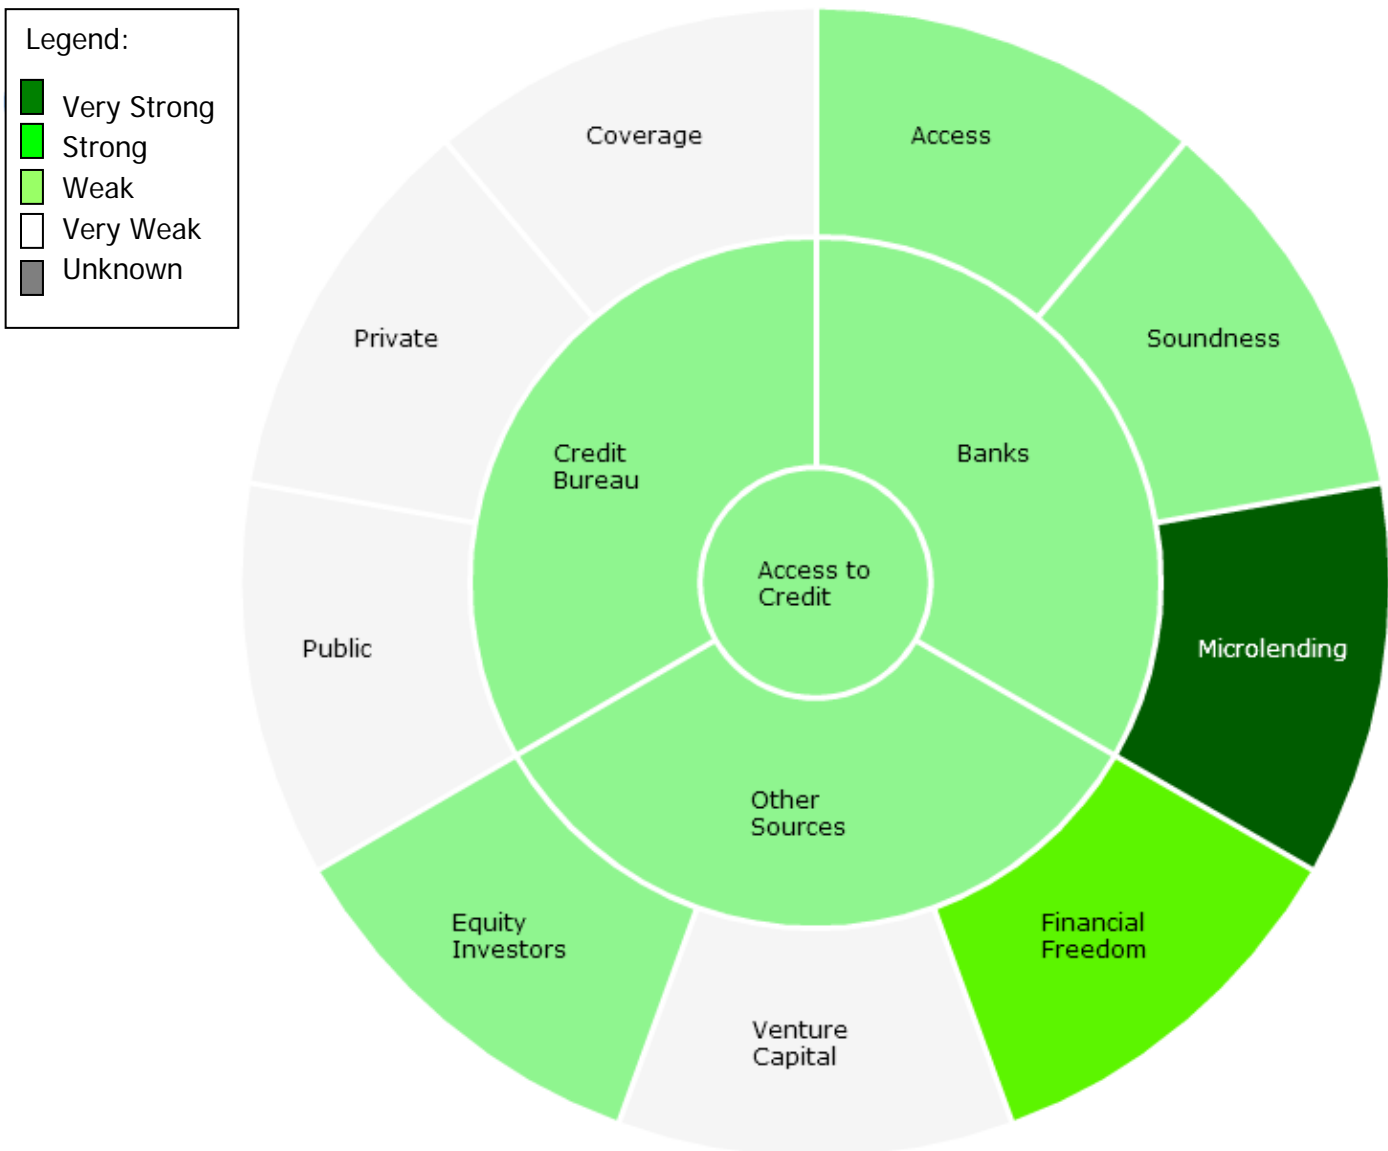 Legend:
Very Strong
Strong
Weak
Very Weak
Unknown
Coverage
Access
Private
Soundness
Credit
Bureau
Banks
Access to
Credit
Public
Microlending
Other
Sources
Equity
Investors
Financial
Freedom
Venture
Capital